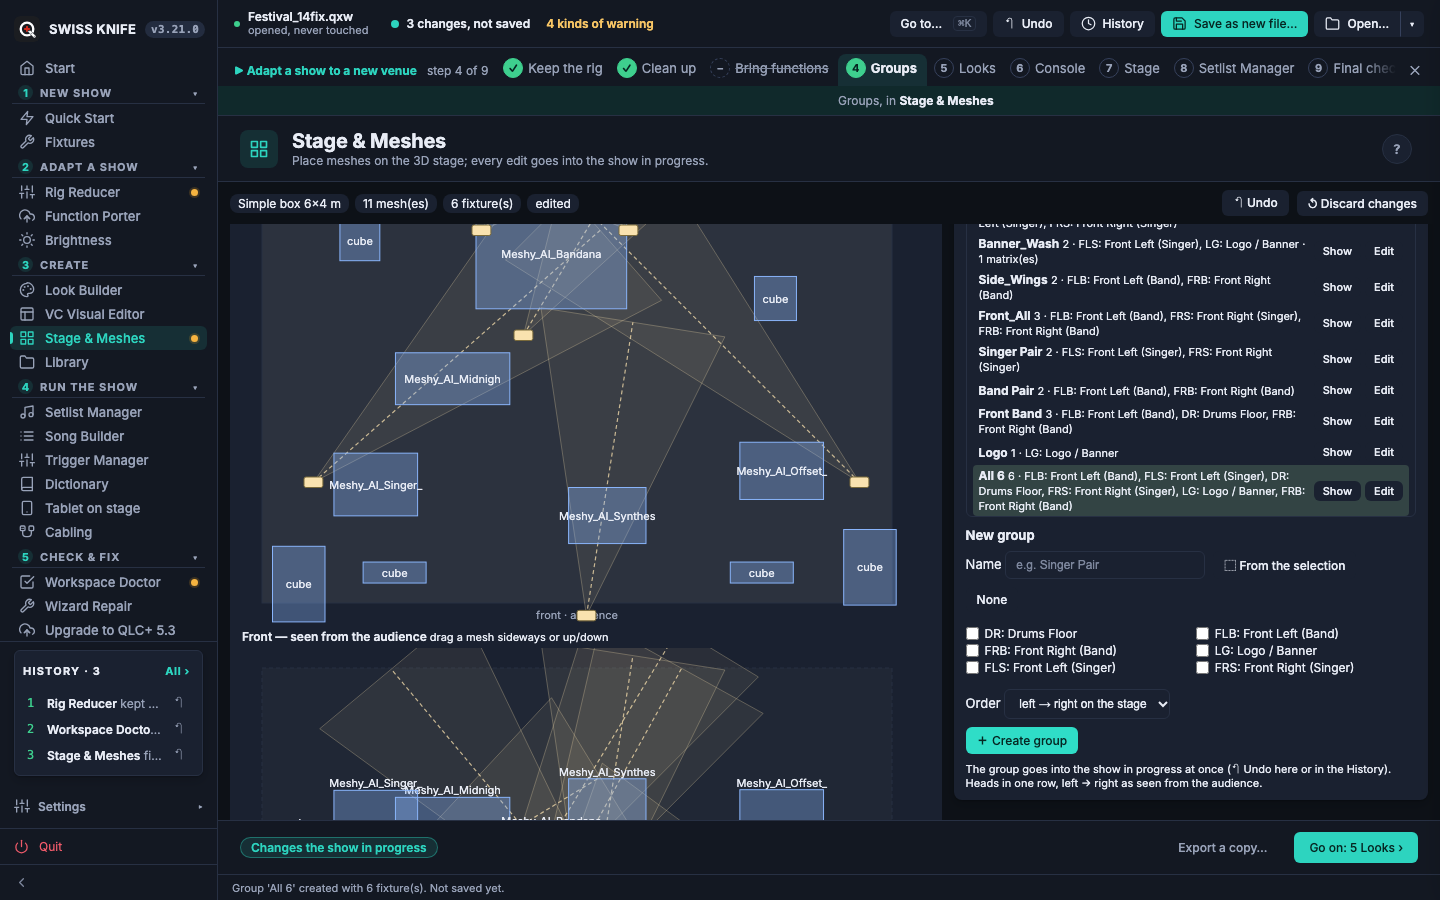 SWISS KNIFE v3.21.0
Start
1 NEW SHOW
Quick Start
Fixtures
2 ADAPT A SHOW
Rig Reducer
Function Porter
Brightness
3 CREATE
Look Builder
VC Visual Editor
Stage & Meshes
Library
4 RUN THE SHOW
Setlist Manager
Song Builder
Trigger Manager
Dictionary
Tablet on stage
Cabling
5 CHECK & FIX
Workspace Doctor
Wizard Repair
Upgrade to QLC+ 5.3
HISTORY · 3 All ›
1 Rig Reducer kept ...
2 Workspace Docto...
3 Stage & Meshes fi...
Settings
Quit
Festival_14fix.qxw
opened, never touched
3 changes, not saved
4 kinds of warning
Go to... ⌘K
Undo
History
Save as new file...
Open...
Adapt a show to a new venue step 4 of 9
Keep the rig
Clean up
Bring functions
4 Groups
5 Looks
6 Console
7 Stage
8 Setlist Manager
9 Final chec
Groups, in Stage & Meshes
Stage & Meshes
Place meshes on the 3D stage; every edit goes into the show in progress.
?
Simple box 6×4 m
11 mesh(es)
6 fixture(s)
edited
Undo
Discard changes
cube
Meshy_AI_Bandana
cube
Meshy_AI_Midnigh
Meshy_AI_Singer_
Meshy_AI_Offset_
Meshy_AI_Synthes
cube
cube
cube
cube
front · a ence
Front — seen from the audience drag a mesh sideways or up/down
Meshy_AI_Synthes
Meshy_AI_Singer_
Meshy_AI_Midnigh
Meshy_AI_Offset_
Meshy_AI_Bandana
(Singer), FRS: Front Right (Singer)
Banner_Wash 2 · FLS: Front Left (Singer), LG: Logo / Banner ·
1 matrix(es)
Show Edit
Side_Wings 2 · FLB: Front Left (Band), FRB: Front Right
(Band)
Show Edit
Front_All 3 · FLB: Front Left (Band), FRS: Front Right (Singer),
FRB: Front Right (Band)
Show Edit
Singer Pair 2 · FLS: Front Left (Singer), FRS: Front Right
(Singer)
Show Edit
Band Pair 2 · FLB: Front Left (Band), FRB: Front Right (Band)
Show Edit
Front Band 3 · FLB: Front Left (Band), DR: Drums Floor, FRB:
Front Right (Band)
Show Edit
Logo 1 · LG: Logo / Banner
Show Edit
All 6 6 · FLB: Front Left (Band), FLS: Front Left (Singer), DR:
Drums Floor, FRS: Front Right (Singer), LG: Logo / Banner, FRB:
Front Right (Band)
Show Edit
New group
Name e.g. Singer Pair
From the selection
None
DR: Drums Floor
FLB: Front Left (Band)
FRB: Front Right (Band)
LG: Logo / Banner
FLS: Front Left (Singer)
FRS: Front Right (Singer)
Order left → right on the stage
+ Create group
The group goes into the show in progress at once ( Undo here or in the History).
Heads in one row, left → right as seen from the audience.
Changes the show in progress
Export a copy...
Go on: 5 Looks ›
Group 'All 6' created with 6 fixture(s). Not saved yet.